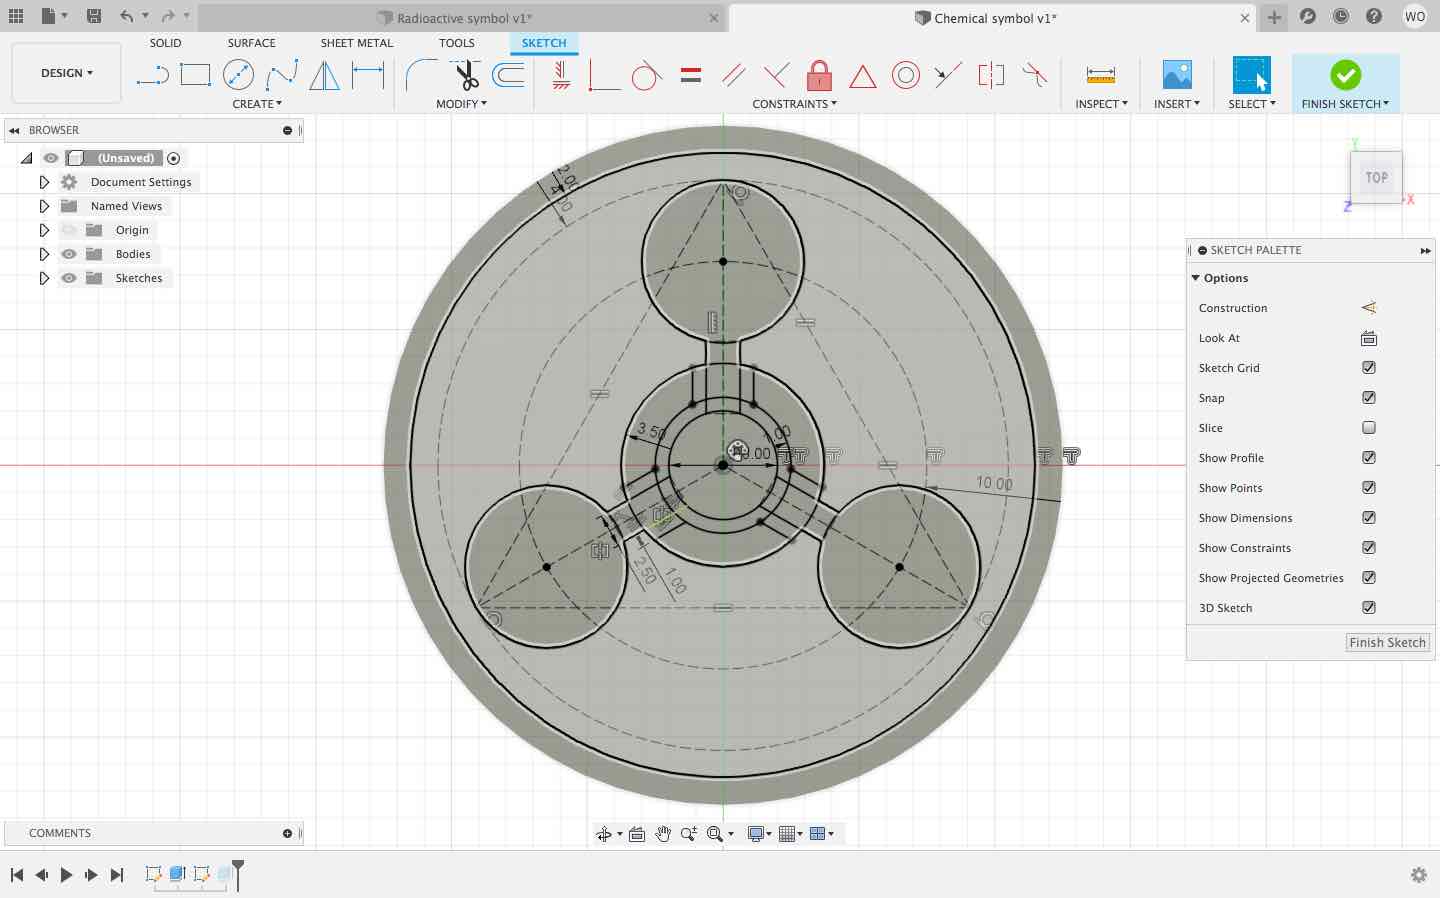 Radioactive symbol v1*
Chemical symbol v1*
WO
SOLID
SURFACE
SHEET METAL
TOOLS
SKETCH
DESIGN
CREATE
MODIFY
CONSTRAINTS
INSPECT
INSERT
SELECT
FINISH SKETCH
BROWSER
(Unsaved)
Document Settings
Named Views
Origin
Bodies
Sketches
TOP
Y
X
Z
2.00
4.00
3.50
1.00
10.00
2.50
1.00
SKETCH PALETTE
Options
Construction
Look At
Sketch Grid
Snap
Slice
Show Profile
Show Points
Show Dimensions
Show Constraints
Show Projected Geometries
3D Sketch
Finish Sketch
COMMENTS